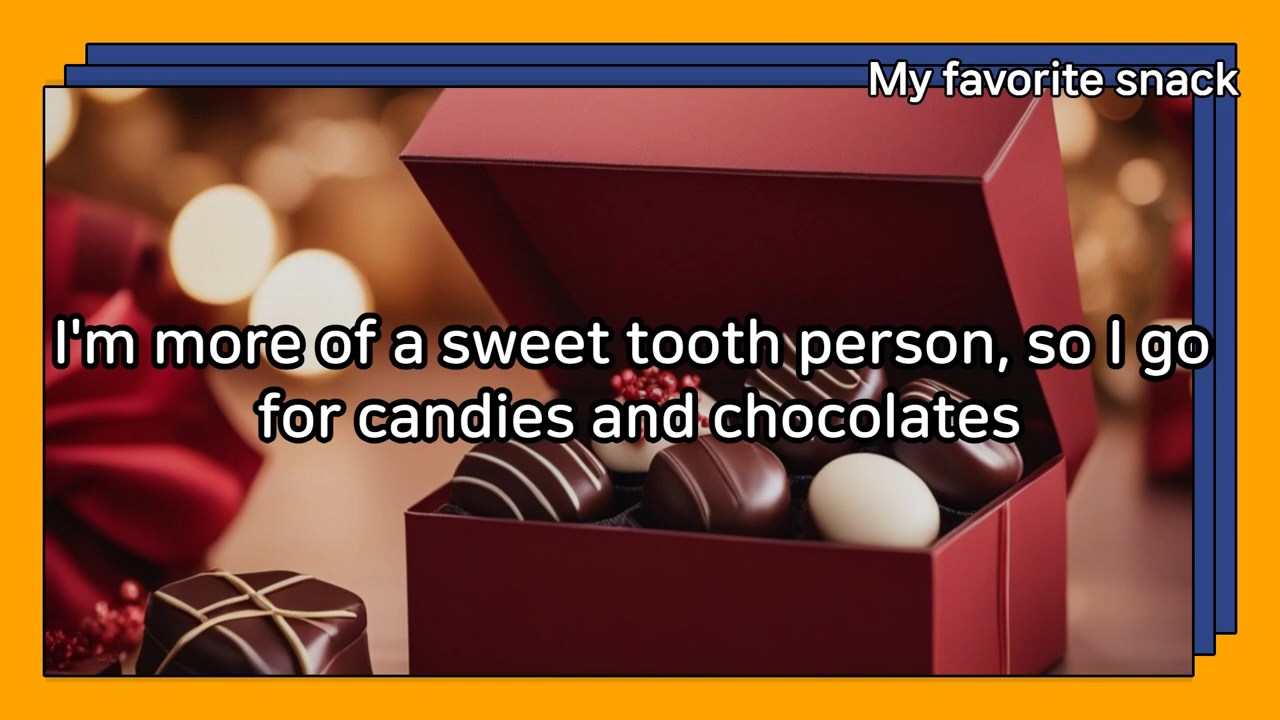 My favorite snack
I'm more of a sweet tooth person, so I go
for candies and chocolates